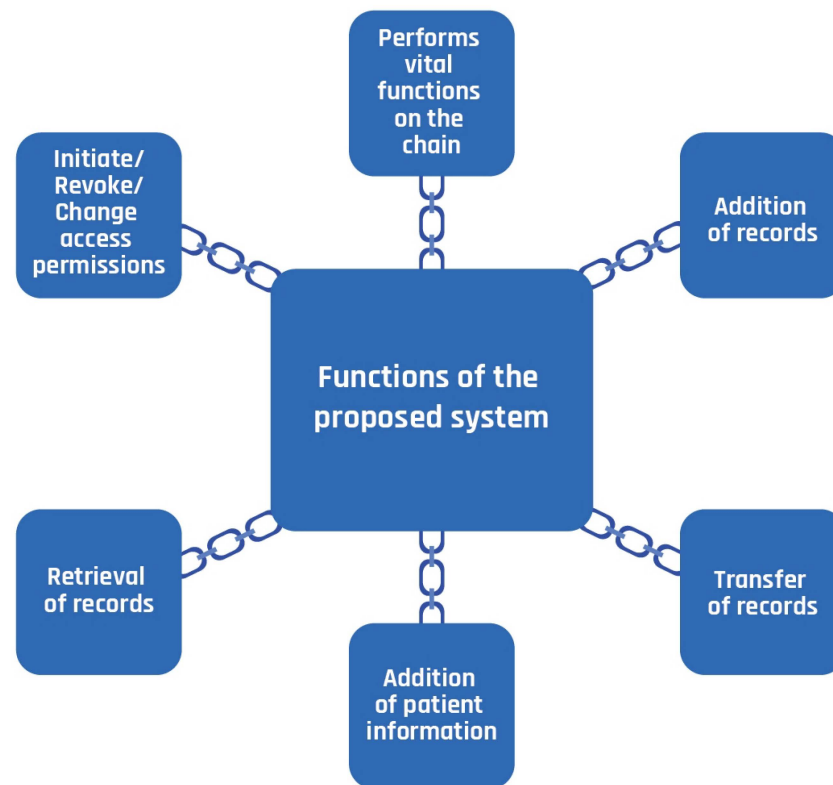 Performs
vital
functions
on the
chain
Initiate/
Revoke/
Change
access
permissions
Addition
of records
Functions of the
proposed system
Retrieval
of records
Addition
of patient
information
Transfer
of records